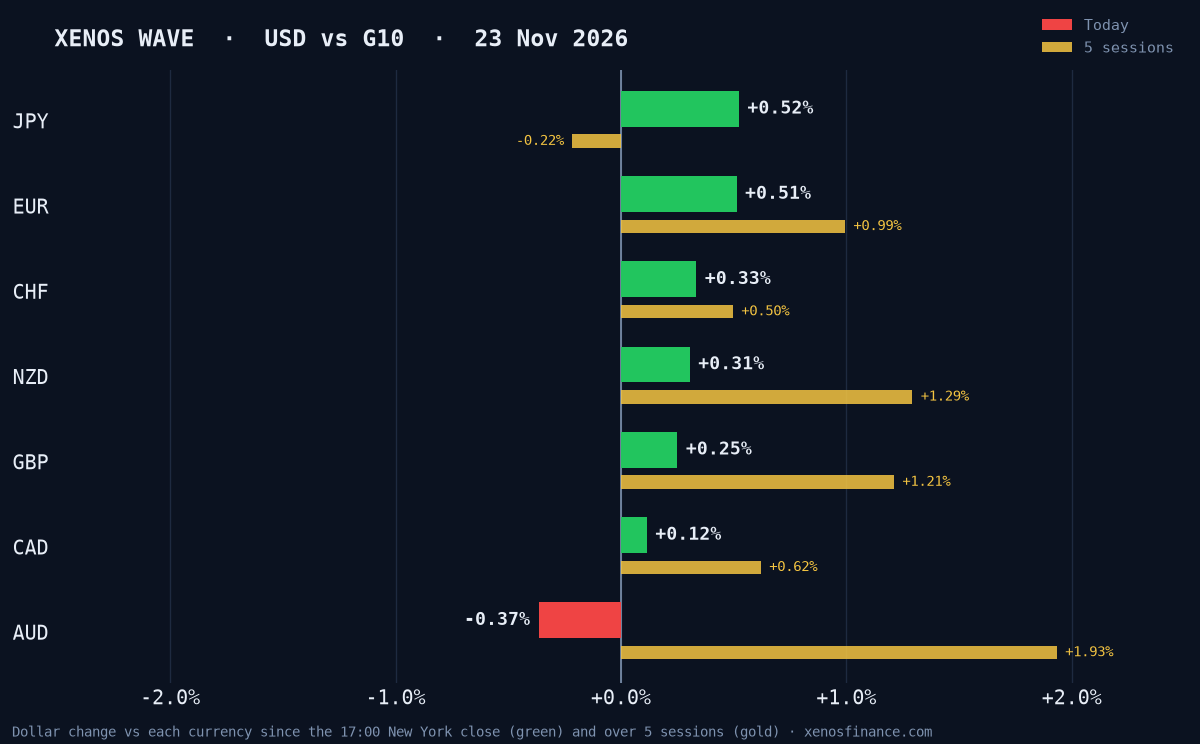 XENOS WAVE · USD vs G10 · 23 Nov 2026
Today
5 sessions
JPY
+0.52%
-0.22%
EUR
+0.51%
+0.99%
CHF
+0.33%
+0.50%
NZD
+0.31%
+1.29%
GBP
+0.25%
+1.21%
CAD
+0.12%
+0.62%
AUD
-0.37%
+1.93%
-2.0% -1.0% +0.0% +1.0% +2.0%
Dollar change vs each currency since the 17:00 New York close (green) and over 5 sessions (gold) · xenosfinance.com